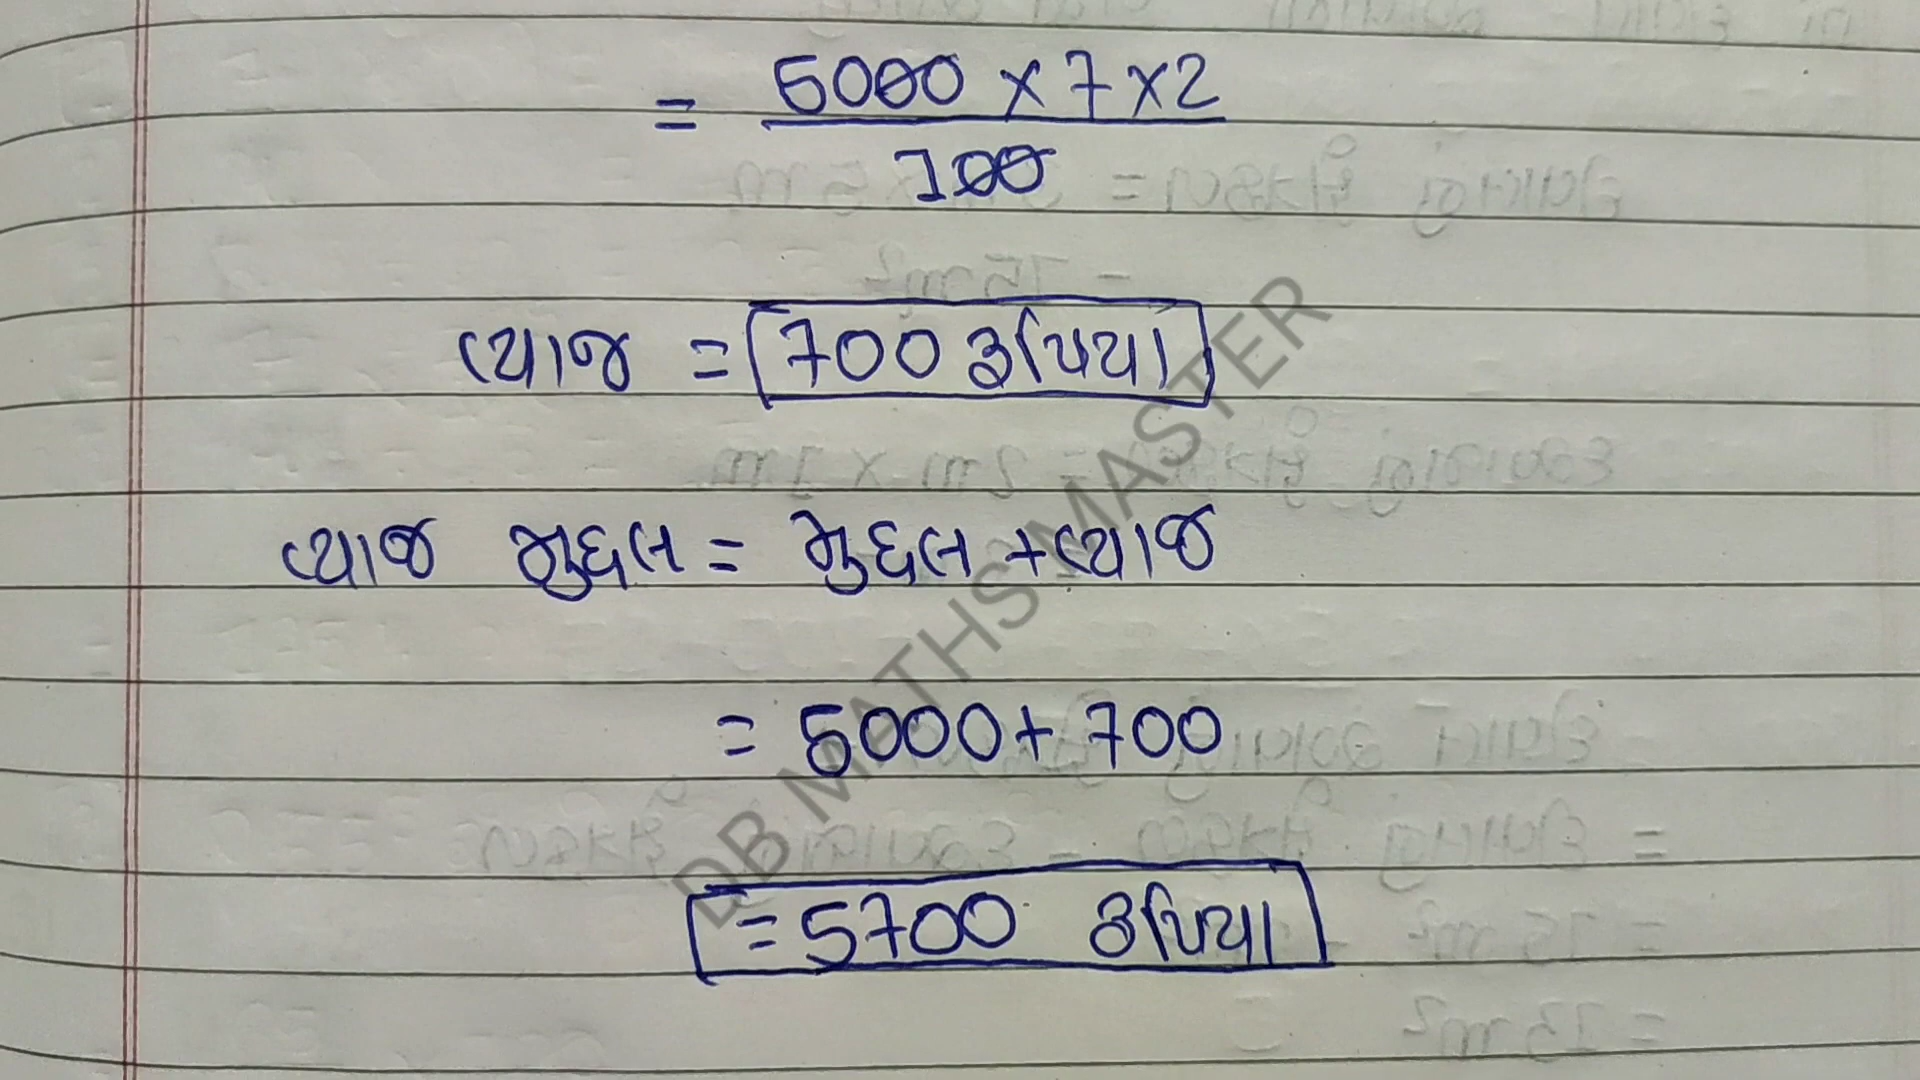 = 5000 × 7 × 2
100
વ્યાજ = 700 રૂપિયા
વ્યાજ મુદ્દલ = મુદ્દલ + વ્યાજ
= 5000 + 700
= 5700 રૂપિયા
DB MATHS MASTER